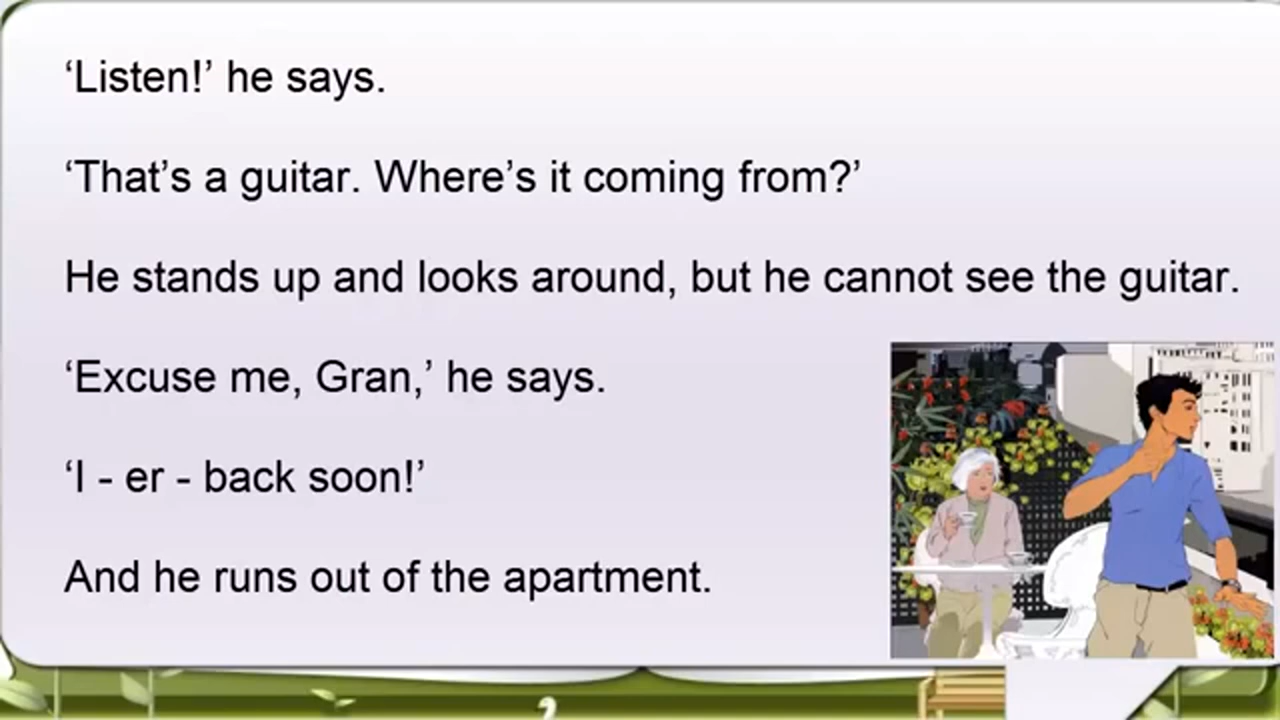 ‘Listen!’ he says.
‘That’s a guitar. Where’s it coming from?’
He stands up and looks around, but he cannot see the guitar.
‘Excuse me, Gran,’ he says.
‘I - er - back soon!’
And he runs out of the apartment.